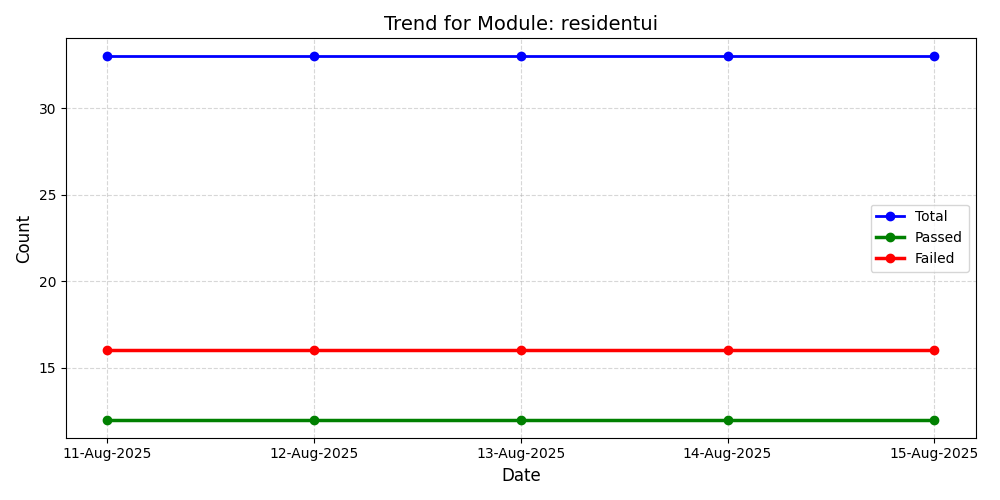 Trend for Module: residentui
Count
30
25
20
15
Total
Passed
Failed
11-Aug-2025
12-Aug-2025
13-Aug-2025
14-Aug-2025
15-Aug-2025
Date